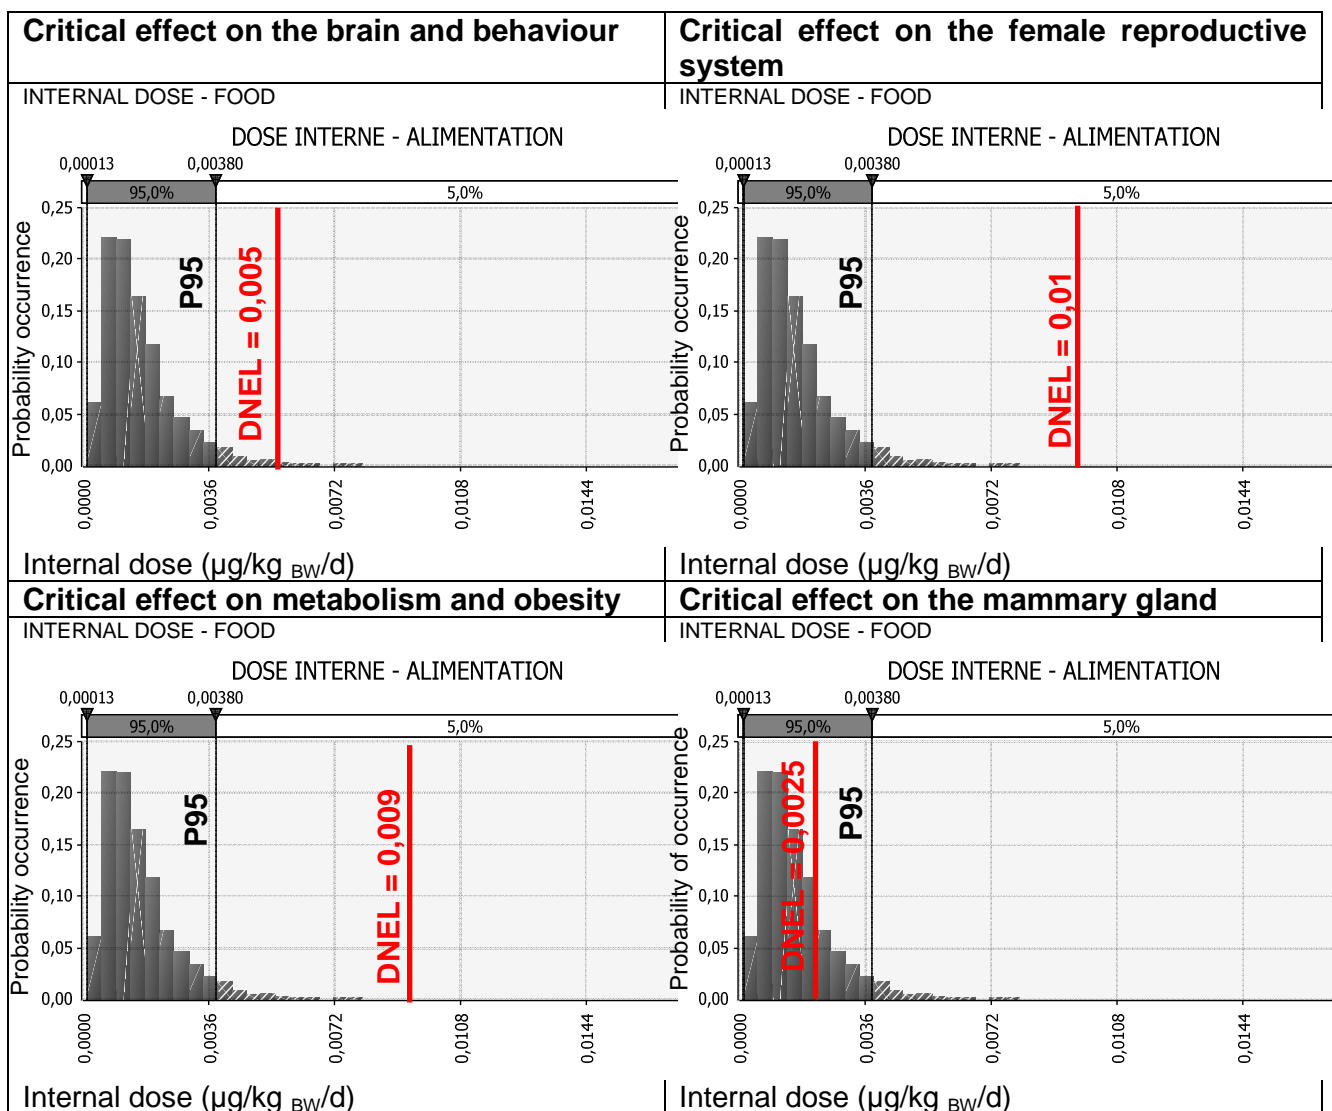 Critical effect on the brain and behaviour
INTERNAL DOSE - FOOD
DOSE INTERNE - ALIMENTATION
0,00013 0,00380
95,0% 5,0%
Probability occurrence
0,25
0,20
0,15
0,10
0,05
0,00
P95
DNEL = 0,005
0,0000 0,0036 0,0072 0,0108 0,0144
Internal dose (µg/kg BW/d)
Critical effect on the female reproductive
system
INTERNAL DOSE - FOOD
DOSE INTERNE - ALIMENTATION
0,00013 0,00380
95,0% 5,0%
Probability occurrence
0,25
0,20
0,15
0,10
0,05
0,00
P95
DNEL = 0,01
0,0000 0,0036 0,0072 0,0108 0,0144
Internal dose (µg/kg BW/d)
Critical effect on metabolism and obesity
INTERNAL DOSE - FOOD
DOSE INTERNE - ALIMENTATION
0,00013 0,00380
95,0% 5,0%
Probability occurrence
0,25
0,20
0,15
0,10
0,05
0,00
P95
DNEL = 0,009
0,0000 0,0036 0,0072 0,0108 0,0144
Internal dose (µg/kg BW/d)
Critical effect on the mammary gland
INTERNAL DOSE - FOOD
DOSE INTERNE - ALIMENTATION
0,00013 0,00380
95,0% 5,0%
Probability of occurrence
0,25
0,20
0,15
0,10
0,05
0,00
DNEL = 0,0025
P95
0,0000 0,0036 0,0072 0,0108 0,0144
Internal dose (µg/kg BW/d)